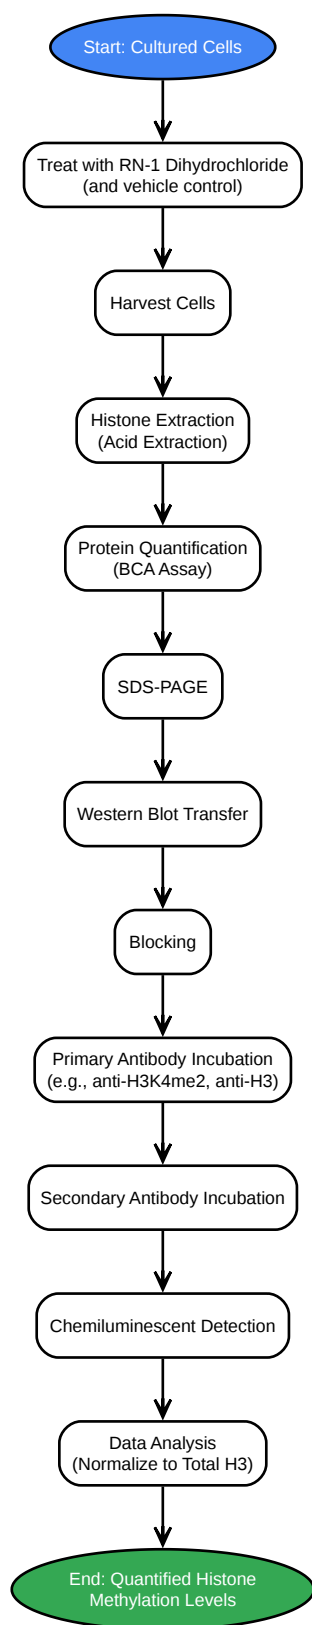 Start: Cultured Cells
Treat with RN-1 Dihydrochloride
(and vehicle control)
Harvest Cells
Histone Extraction
(Acid Extraction)
Protein Quantification
(BCA Assay)
SDS-PAGE
Western Blot Transfer
Blocking
Primary Antibody Incubation
(e.g., anti-H3K4me2, anti-H3)
Secondary Antibody Incubation
Chemiluminescent Detection
Data Analysis
(Normalize to Total H3)
End: Quantified Histone
Methylation Levels